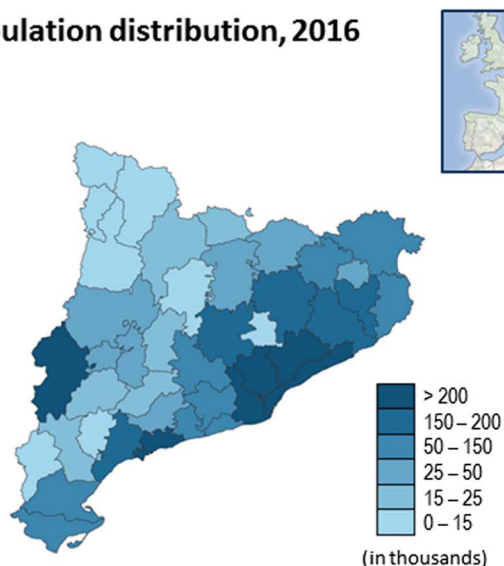 ulation distribution, 2016
> 200
150 – 200
50 – 150
25 – 50
15 – 25
0 – 15
(in thousands)